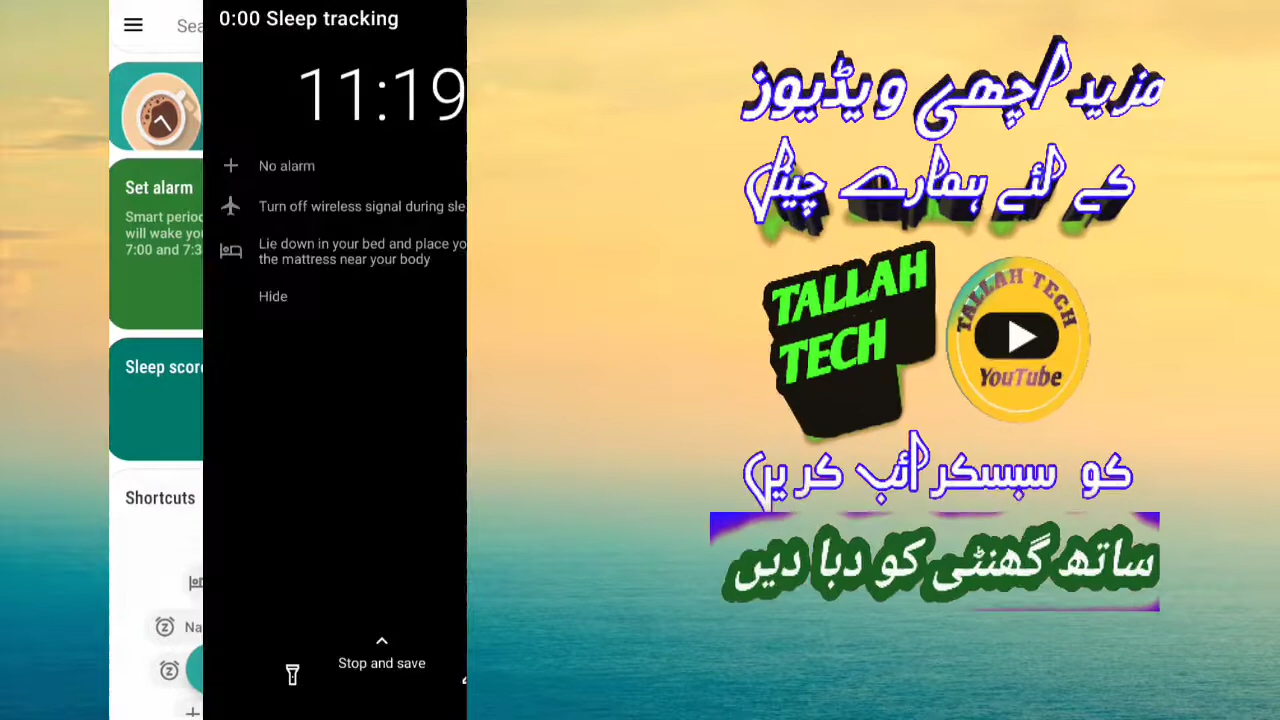 0:00 Sleep tracking
11:19
No alarm
Turn off wireless signal during sle
Lie down in your bed and place yo
the mattress near your body
Hide
Stop and save
Sea
Set alarm
Smart perio
will wake yo
7:00 and 7:3
Sleep score
Shortcuts
Na
مزید اچھی ویڈیوز
کے لئے ہمارے چینل
TALLAH
TECH
TALLAH TECH
YouTube
کو سبسکرائب کریں
ساتھ گھنٹی کو دبا دیں